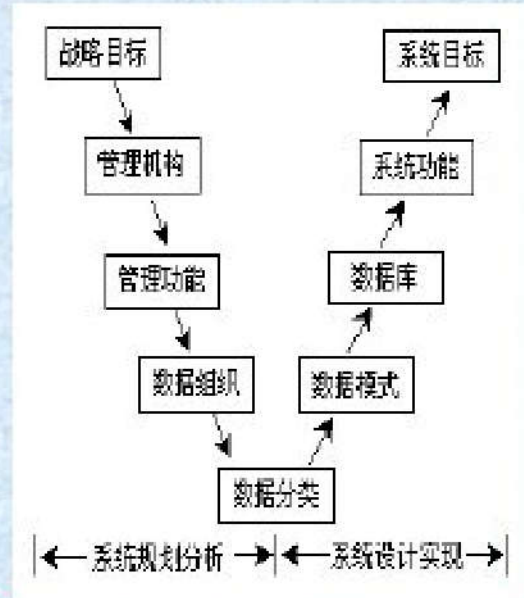 战略目标
系统目标
管理机构
系统功能
管理功能
数据库
数据组织
数据模式
数据分类
系统规划分析
系统设计实现